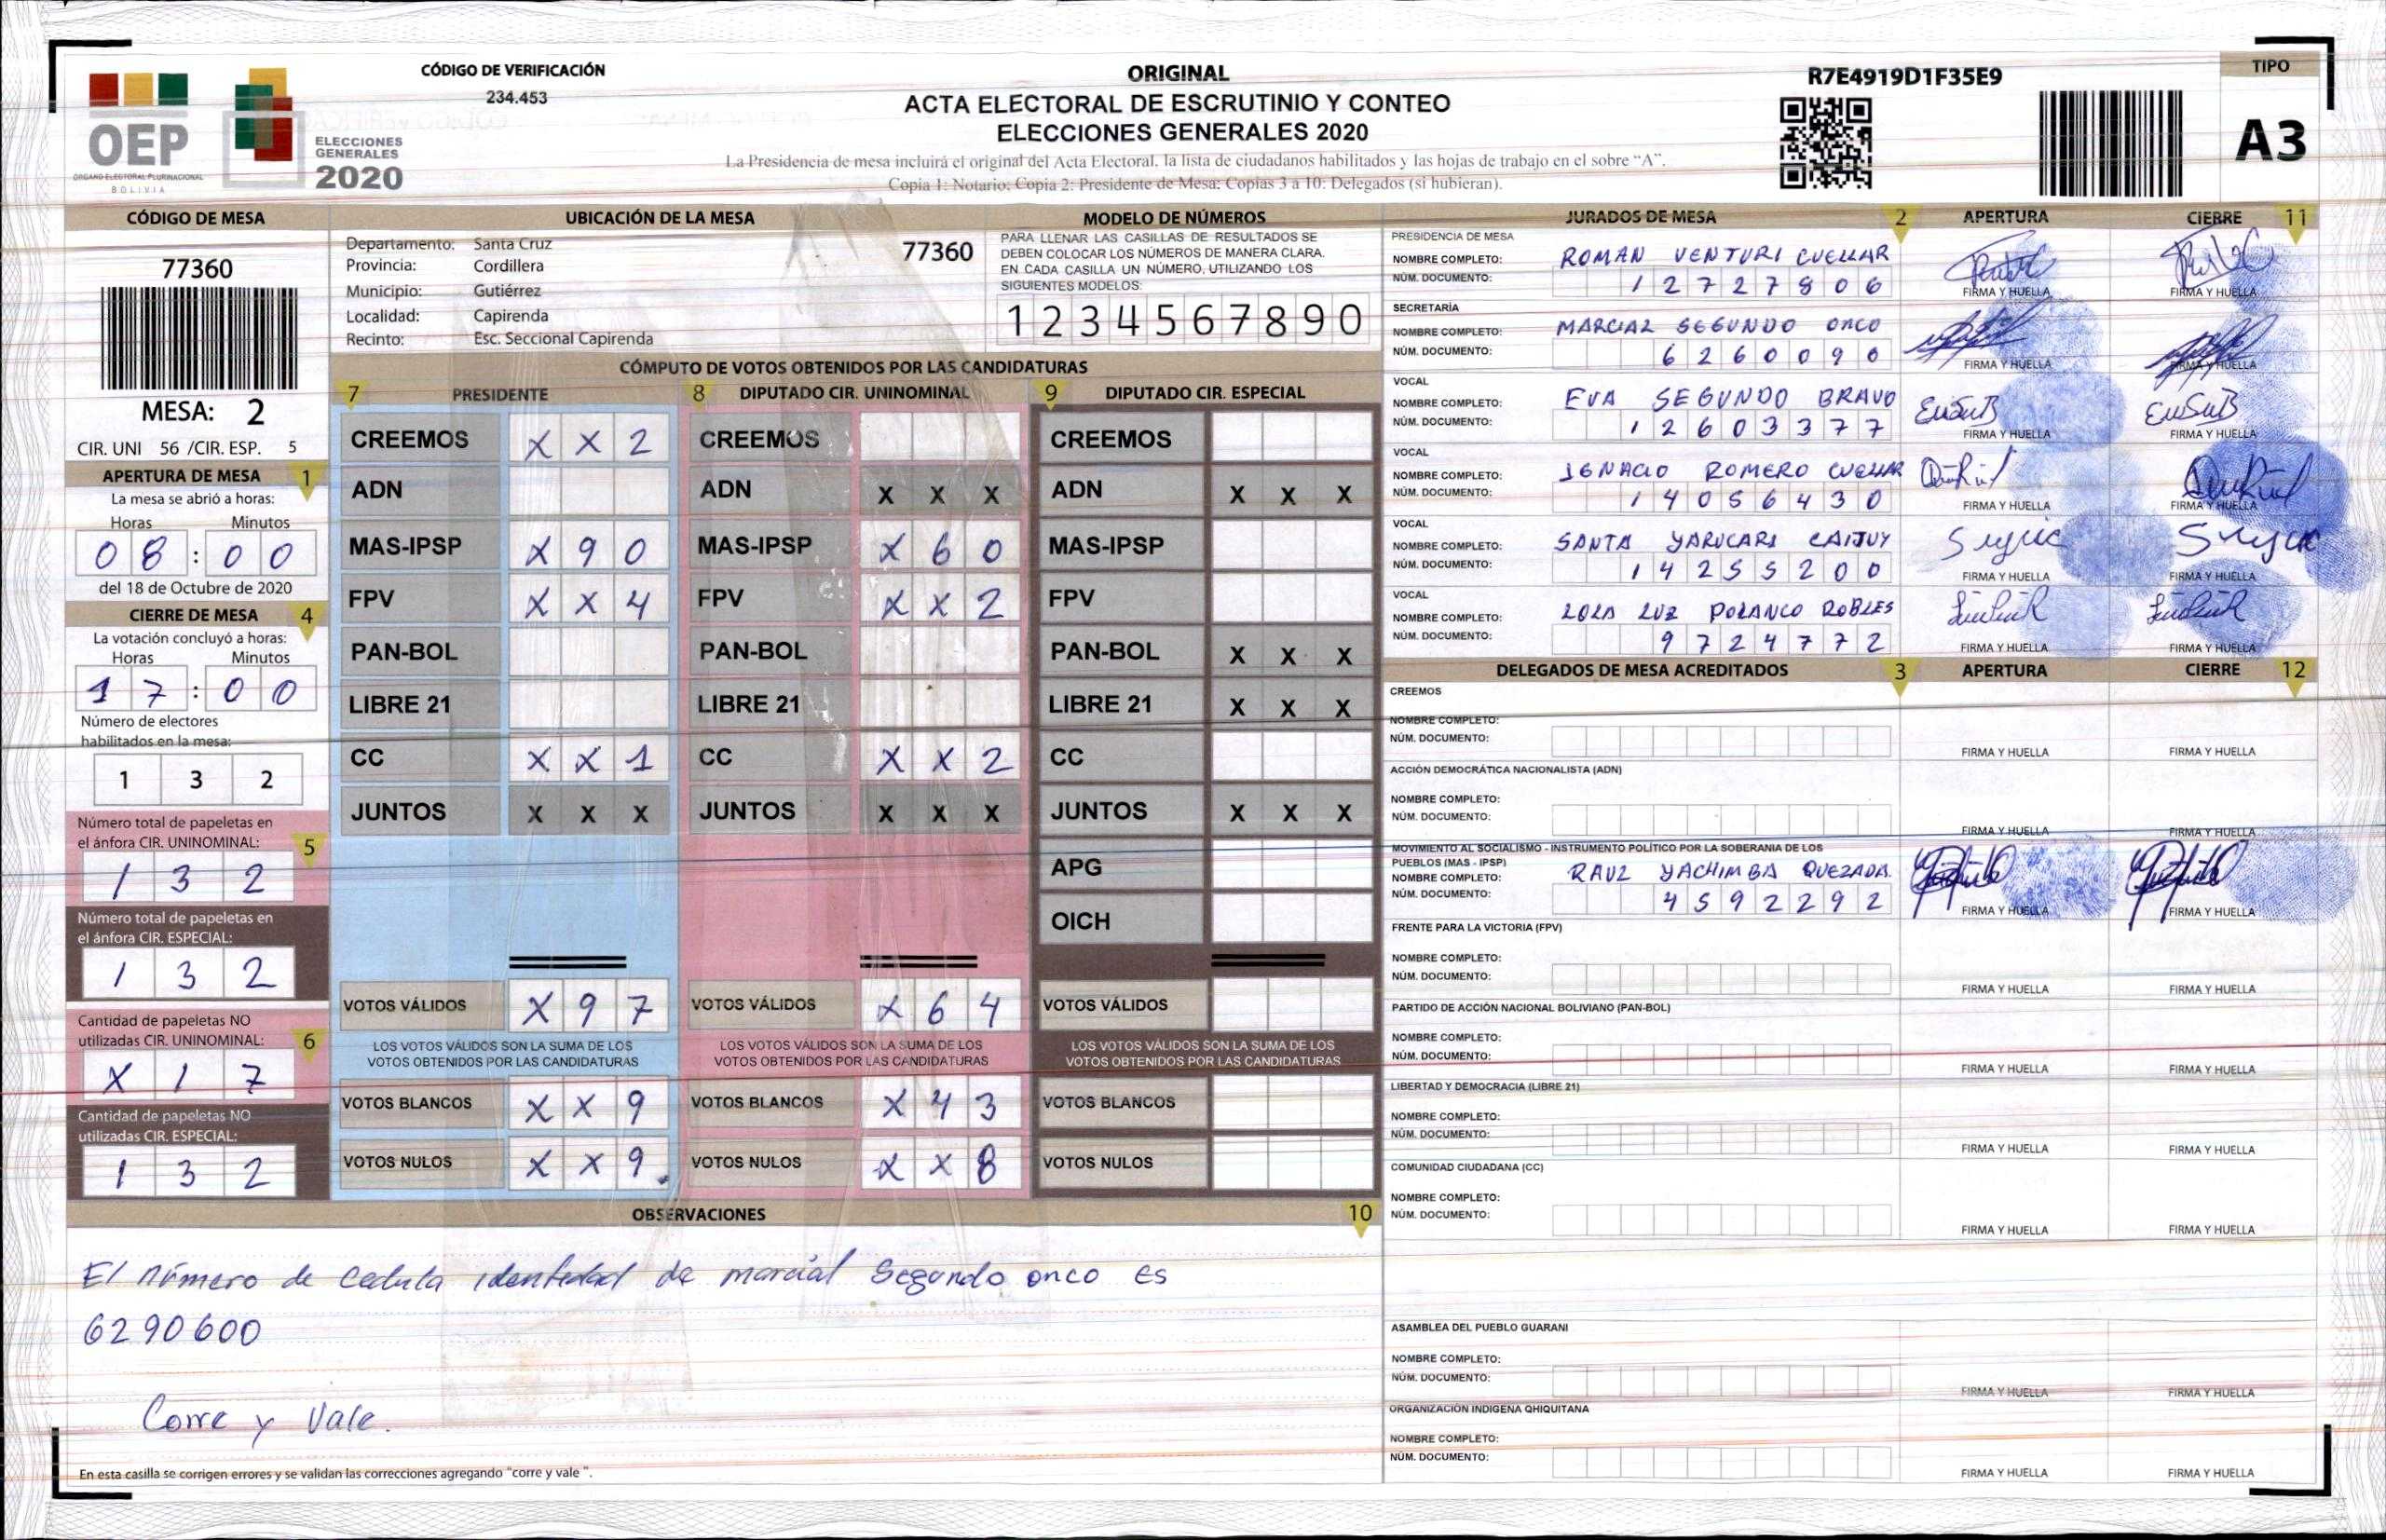 CÓDIGO DE VERIFICACIÓN
234.453
ORIGINAL
ACTA ELECTORAL DE ESCRUTINIO Y CONTEO
ELECCIONES GENERALES 2020
La Presidencia de mesa incluirá el original del Acta Electoral, la lista de ciudadanos habilitados y las hojas de trabajo en el sobre “A”.
Copia 1: Notario; Copia 2: Presidente de Mesa; Copias 3 a 10: Delegados (si hubieran).
R7E4919D1F35E9
TIPO
A3
OEP
ÓRGANO ELECTORAL PLURINACIONAL
BOLIVIA
ELECCIONES
GENERALES
2020
CÓDIGO DE MESA
77360
MESA: 2
CIR. UNI 56 /CIR. ESP. 5
APERTURA DE MESA 1
La mesa se abrió a horas:
Horas Minutos
0 8 : 0 0
del 18 de Octubre de 2020
CIERRE DE MESA 4
La votación concluyó a horas:
Horas Minutos
1 7 : 0 0
Número de electores
habilitados en la mesa:
1 3 2
Número total de papeletas en
el ánfora CIR. UNINOMINAL: 5
1 3 2
Número total de papeletas en
el ánfora CIR. ESPECIAL:
1 3 2
Cantidad de papeletas NO
utilizadas CIR. UNINOMINAL: 6
X 1 7
Cantidad de papeletas NO
utilizadas CIR. ESPECIAL:
1 3 2
UBICACIÓN DE LA MESA
Departamento: Santa Cruz 77360
Provincia: Cordillera
Municipio: Gutiérrez
Localidad: Capirenda
Recinto: Esc. Seccional Capirenda
MODELO DE NÚMEROS
PARA LLENAR LAS CASILLAS DE RESULTADOS SE
DEBEN COLOCAR LOS NÚMEROS DE MANERA CLARA.
EN CADA CASILLA UN NÚMERO, UTILIZANDO LOS
SIGUIENTES MODELOS:
1 2 3 4 5 6 7 8 9 0
CÓMPUTO DE VOTOS OBTENIDOS POR LAS CANDIDATURAS
7 PRESIDENTE
CREEMOS X X 2
ADN
MAS-IPSP X 9 0
FPV X X 4
PAN-BOL
LIBRE 21
CC X X 1
JUNTOS X X X
VOTOS VÁLIDOS X 9 7
LOS VOTOS VÁLIDOS SON LA SUMA DE LOS
VOTOS OBTENIDOS POR LAS CANDIDATURAS
VOTOS BLANCOS X X 9
VOTOS NULOS X X 9
8 DIPUTADO CIR. UNINOMINAL
CREEMOS
ADN X X X
MAS-IPSP X 6 0
FPV X X 2
PAN-BOL
LIBRE 21
CC X X 2
JUNTOS X X X
VOTOS VÁLIDOS X 6 4
LOS VOTOS VÁLIDOS SON LA SUMA DE LOS
VOTOS OBTENIDOS POR LAS CANDIDATURAS
VOTOS BLANCOS X 4 3
VOTOS NULOS X X 8
9 DIPUTADO CIR. ESPECIAL
CREEMOS
ADN X X X
MAS-IPSP
FPV
PAN-BOL X X X
LIBRE 21 X X X
CC
JUNTOS X X X
APG
OICH
VOTOS VÁLIDOS
LOS VOTOS VÁLIDOS SON LA SUMA DE LOS
VOTOS OBTENIDOS POR LAS CANDIDATURAS
VOTOS BLANCOS
VOTOS NULOS
OBSERVACIONES 10
El número de cedula identedad de marcial Segundo onco es
6290600
Corre y Vale.
En esta casilla se corrigen errores y se validan las correcciones agregando "corre y vale".
JURADOS DE MESA 2 APERTURA CIERRE 11
PRESIDENCIA DE MESA
NOMBRE COMPLETO: ROMAN VENTURI CUELLAR
NÚM. DOCUMENTO: 1 2 7 2 7 8 0 6
FIRMA Y HUELLA FIRMA Y HUELLA
SECRETARÍA
NOMBRE COMPLETO: MARCIAL SEGUNDO ONCO
NÚM. DOCUMENTO: 6 2 6 0 0 9 0
FIRMA Y HUELLA FIRMA Y HUELLA
VOCAL
NOMBRE COMPLETO: EVA SEGUNDO BRAVO
NÚM. DOCUMENTO: 1 2 6 0 3 3 7 7
FIRMA Y HUELLA FIRMA Y HUELLA
VOCAL
NOMBRE COMPLETO: IGNACIO ROMERO CUELLAR
NÚM. DOCUMENTO: 1 4 0 5 6 4 3 0
FIRMA Y HUELLA FIRMA Y HUELLA
VOCAL
NOMBRE COMPLETO: SANTA YARUCARI CAITUY
NÚM. DOCUMENTO: 1 4 2 5 5 2 0 0
FIRMA Y HUELLA FIRMA Y HUELLA
VOCAL
NOMBRE COMPLETO: LOLA LUZ POLANCO ROBLES
NÚM. DOCUMENTO: 9 7 2 4 7 7 2
FIRMA Y HUELLA FIRMA Y HUELLA
DELEGADOS DE MESA ACREDITADOS 3 APERTURA CIERRE 12
CREEMOS
NOMBRE COMPLETO:
NÚM. DOCUMENTO:
FIRMA Y HUELLA FIRMA Y HUELLA
ACCIÓN DEMOCRÁTICA NACIONALISTA (ADN)
NOMBRE COMPLETO:
NÚM. DOCUMENTO:
FIRMA Y HUELLA FIRMA Y HUELLA
MOVIMIENTO AL SOCIALISMO - INSTRUMENTO POLÍTICO POR LA SOBERANIA DE LOS
PUEBLOS (MAS - IPSP)
NOMBRE COMPLETO: RAUL YACHIMBA QUEZADA.
NÚM. DOCUMENTO: 4 5 9 2 2 9 2
FIRMA Y HUELLA FIRMA Y HUELLA
FRENTE PARA LA VICTORIA (FPV)
NOMBRE COMPLETO:
NÚM. DOCUMENTO:
FIRMA Y HUELLA FIRMA Y HUELLA
PARTIDO DE ACCIÓN NACIONAL BOLIVIANO (PAN-BOL)
NOMBRE COMPLETO:
NÚM. DOCUMENTO:
FIRMA Y HUELLA FIRMA Y HUELLA
LIBERTAD Y DEMOCRACIA (LIBRE 21)
NOMBRE COMPLETO:
NÚM. DOCUMENTO:
FIRMA Y HUELLA FIRMA Y HUELLA
COMUNIDAD CIUDADANA (CC)
NOMBRE COMPLETO:
NÚM. DOCUMENTO:
FIRMA Y HUELLA FIRMA Y HUELLA
ASAMBLEA DEL PUEBLO GUARANI
NOMBRE COMPLETO:
NÚM. DOCUMENTO:
FIRMA Y HUELLA FIRMA Y HUELLA
ORGANIZACIÓN INDIGENA QHIQUITANA
NOMBRE COMPLETO:
NÚM. DOCUMENTO:
FIRMA Y HUELLA FIRMA Y HUELLA